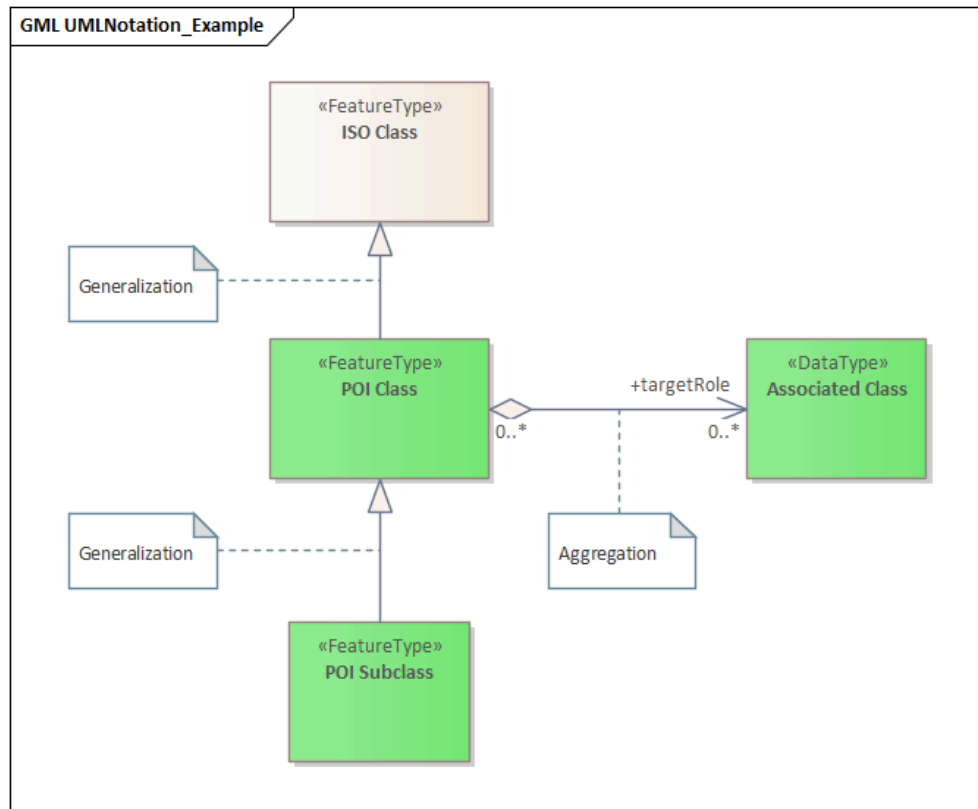 GML UMLNotation_Example
«FeatureType»
ISO Class
Generalization
«FeatureType»
POI Class
+targetRole
0..*
0..*
«DataType»
Associated Class
Generalization
Aggregation
«FeatureType»
POI Subclass